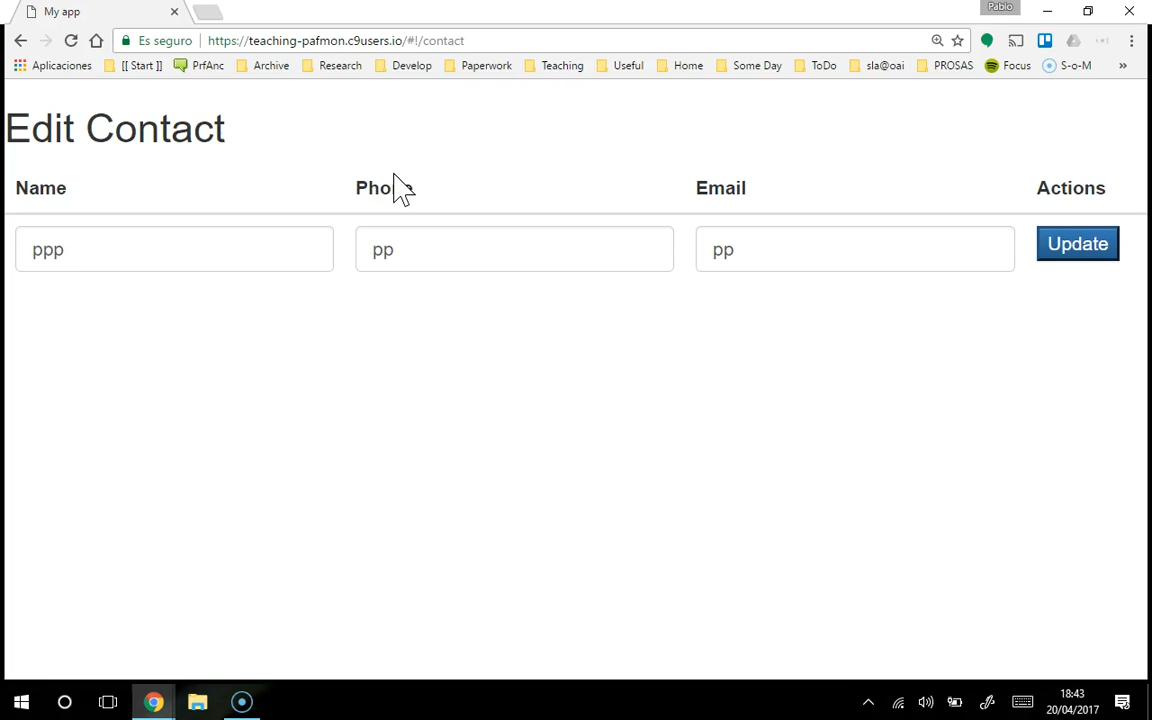 My app
Pablo
Es seguro https://teaching-pafmon.c9users.io/#!/contact
Aplicaciones [[ Start ]] PrfAnc Archive Research Develop Paperwork Teaching Useful Home Some Day ToDo sla@oai PROSAS Focus S-o-M »
Edit Contact
Name Phone Email Actions
ppp pp pp Update
18:43
20/04/2017